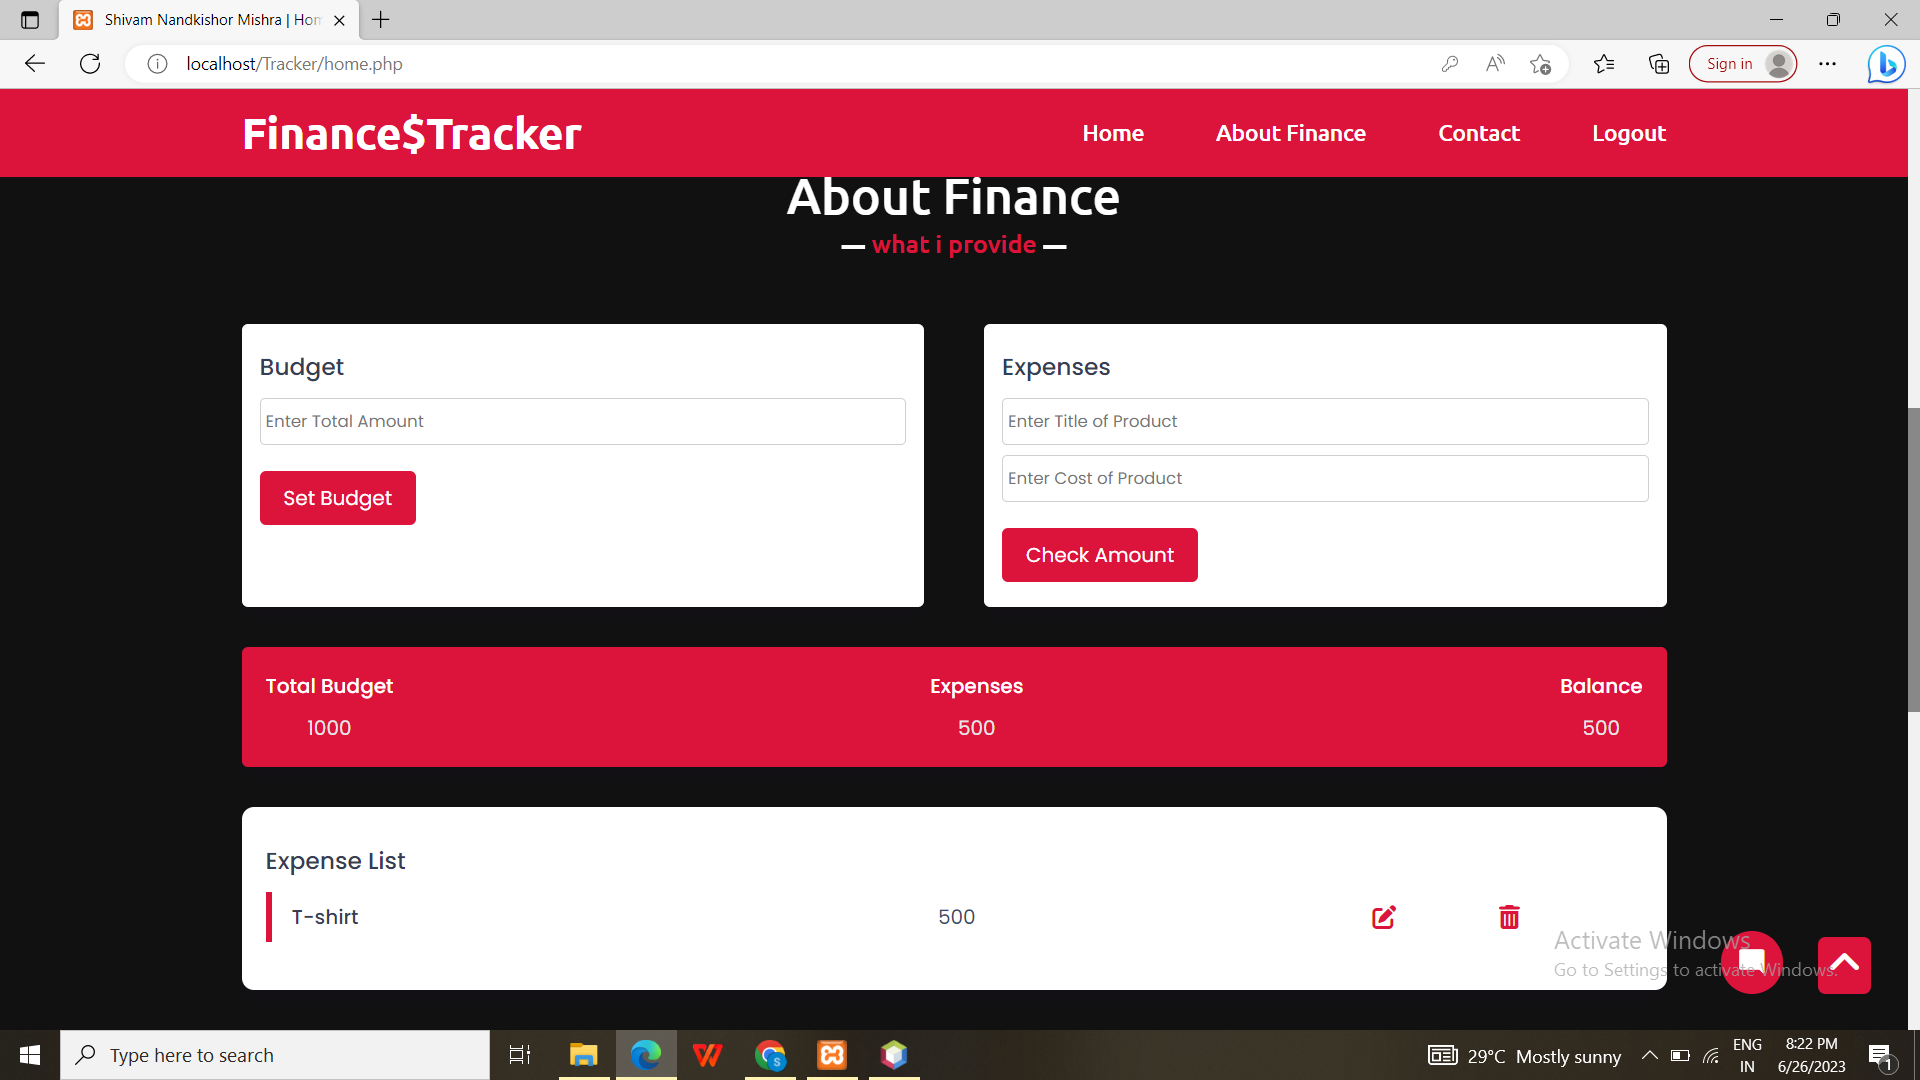 Shivam Nandkishor Mishra | Hom
localhost/Tracker/home.php
Sign in
Finance$Tracker
Home
About Finance
Contact
Logout
About Finance
— what i provide —
Budget
Enter Total Amount
Set Budget
Expenses
Enter Title of Product
Enter Cost of Product
Check Amount
Total Budget
Expenses
Balance
1000
500
500
Expense List
T-shirt
500
Activate Windows
Go to Settings to activate Windows.
Type here to search
29°C Mostly sunny
ENG
IN
8:22 PM
6/26/2023
1